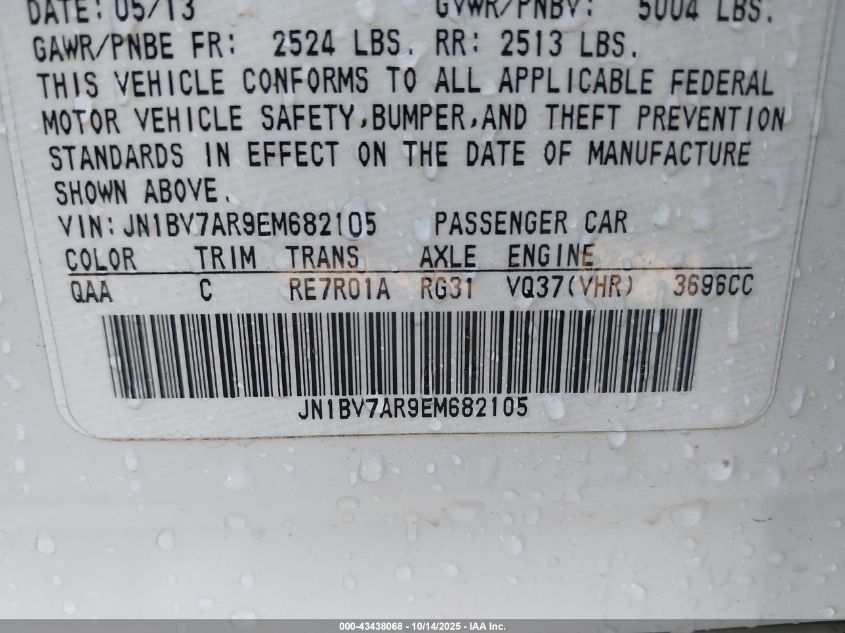 DATE: 05/13 GVWR/PNBV: 5004 LBS.
GAWR/PNBE FR: 2524 LBS. RR: 2513 LBS.
THIS VEHICLE CONFORMS TO ALL APPLICABLE FEDERAL
MOTOR VEHICLE SAFETY,BUMPER,AND THEFT PREVENTION
STANDARDS IN EFFECT ON THE DATE OF MANUFACTURE
SHOWN ABOVE.
VIN:JN1BV7AR9EM682105 PASSENGER CAR
COLOR TRIM TRANS AXLE ENGINE
QAA C RE7R01A RG31 VQ37(VHR) 3696CC
JN1BV7AR9EM682105
000-43438068 - 10/14/2025 - IAA Inc.